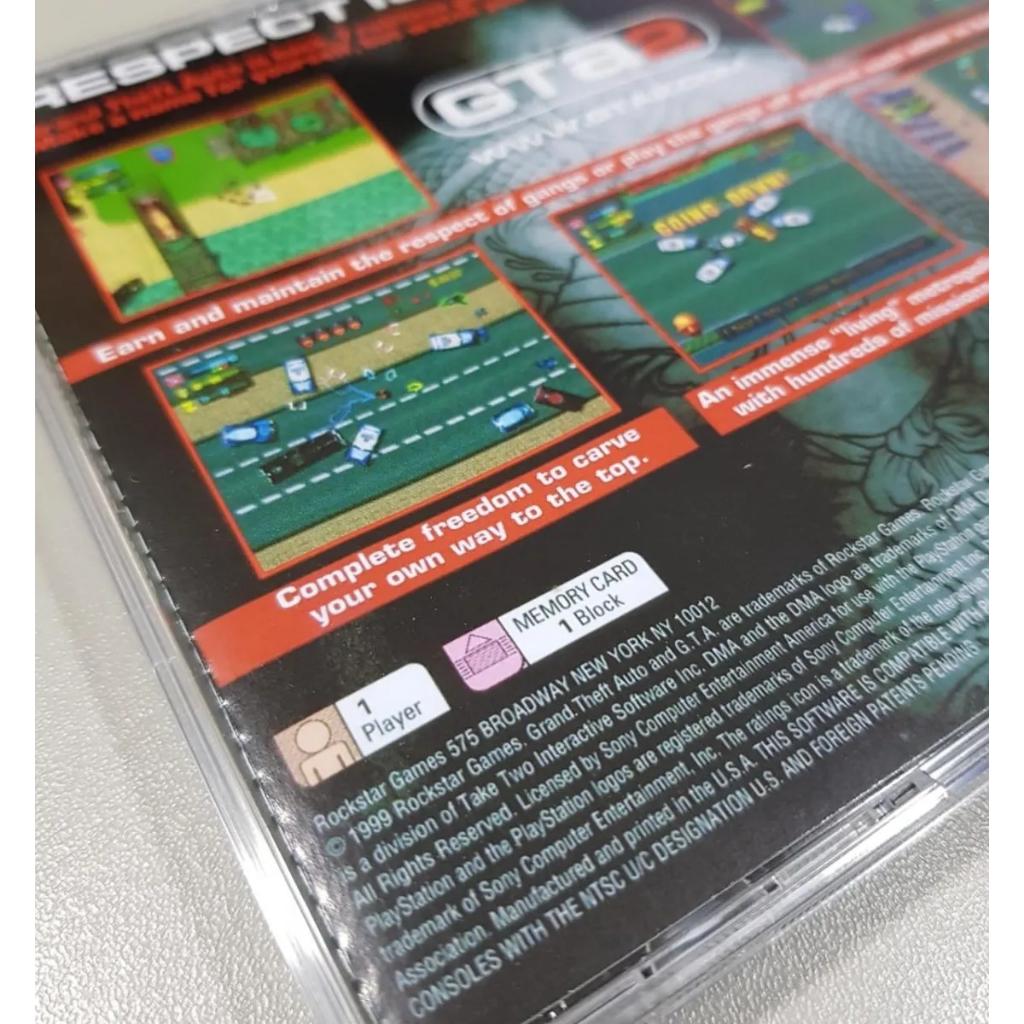 RESPECT IS
Make a name for yourself
GTA2
Earn and maintain the respect of gangs or play the gangs
GOING DOWN!
An immense "living" metropol
with hundreds of mission
Complete freedom to carve
your own way to the top.
MEMORY CARD
1 Block
1
Player
Rockstar Games 575 BROADWAY NEW YORK NY 10012
© 1999 Rockstar Games. Grand.Theft Auto and G.T.A. are trademarks of Rockstar Games. Rockstar
is a division of Take Two Interactive Software Inc. DMA and the DMA logo are trademarks of DMA
All Rights Reserved. Licensed by Sony Computer Entertainment America for use with the PlayStation
PlayStation and the PlayStation logos are registered trademarks of Sony Computer Entertainment Inc.
trademark of Sony Computer Entertainment, Inc. The ratings icon is a trademark of the Interactive
Association. Manufactured and printed in the U.S.A. THIS SOFTWARE IS COMPATIBLE WITH
CONSOLES WITH THE NTSC U/C DESIGNATION U.S. AND FOREIGN PATENTS PENDING